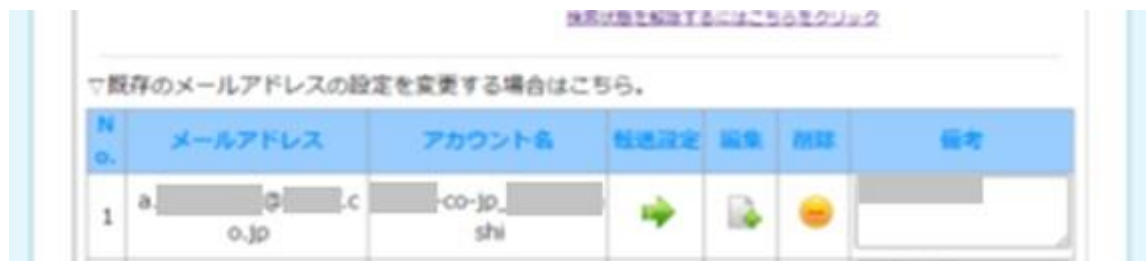 検索状態を解除するにはこちらをクリック
▽既存のメールアドレスの設定を変更する場合はこちら。
No. メールアドレス アカウント名 転送設定 編集 削除 備考
1 a. @ .co.jp -co-jp_ shi